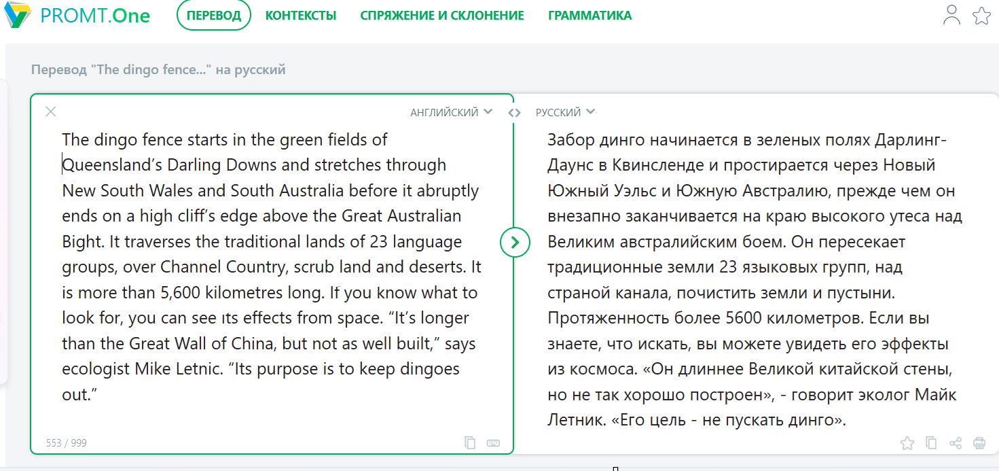 PROMT.One
ПЕРЕВОД
КОНТЕКСТЫ
СПРЯЖЕНИЕ И СКЛОНЕНИЕ
ГРАММАТИКА
Перевод "The dingo fence..." на русский
АНГЛИЙСКИЙ
РУССКИЙ
The dingo fence starts in the green fields of
Queensland’s Darling Downs and stretches through
New South Wales and South Australia before it abruptly
ends on a high cliff’s edge above the Great Australian
Bight. It traverses the traditional lands of 23 language
groups, over Channel Country, scrub land and deserts. It
is more than 5,600 kilometres long. If you know what to
look for, you can see ıts effects from space. “It’s longer
than the Great Wall of China, but not as well built,” says
ecologist Mike Letnic. “Its purpose is to keep dingoes
out.”
553 / 999
Забор динго начинается в зеленых полях Дарлинг-
Даунс в Квинсленде и простирается через Новый
Южный Уэльс и Южную Австралию, прежде чем он
внезапно заканчивается на краю высокого утеса над
Великим австралийским боем. Он пересекает
традиционные земли 23 языковых групп, над
страной канала, почистить земли и пустыни.
Протяженность более 5600 километров. Если вы
знаете, что искать, вы можете увидеть его эффекты
из космоса. «Он длиннее Великой китайской стены,
но не так хорошо построен», - говорит эколог Майк
Летник. «Его цель - не пускать динго».